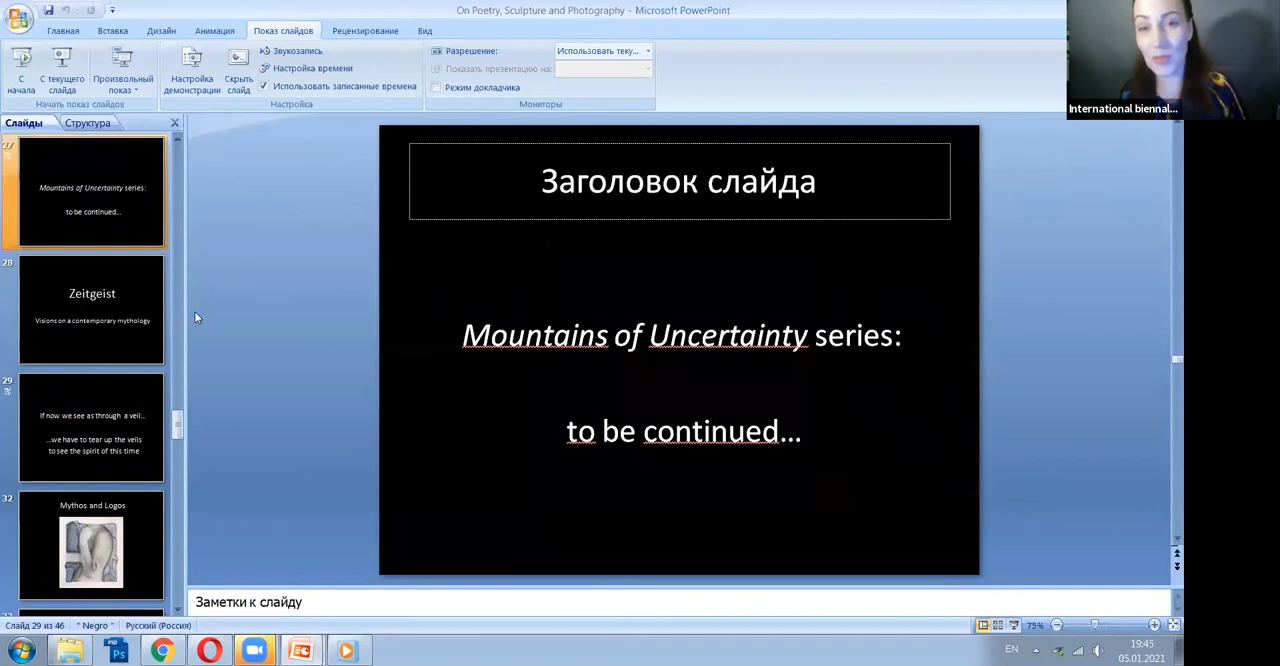 On Poetry, Sculpture and Photography - Microsoft PowerPoint
Главная Вставка Дизайн Анимация Показ слайдов Рецензирование Вид
С начала
С текущего слайда
Произвольный показ
Начать показ слайдов
Настройка демонстрации
Скрыть слайд
Звукозапись
Настройка времени
Использовать записанные времена
Настройка
Разрешение: Использовать теку...
Показать презентацию на:
Режим докладчика
Мониторы
International biennal...
Слайды Структура
27
Mountains of Uncertainty series:
to be continued...
28
Zeitgeist
Visions on a contemporary mythology
29
If now we see as through a veil...
...we have to tear up the veils
to see the spirit of this time
32
Mythos and Logos
Заголовок слайда
Mountains of Uncertainty series:
to be continued...
Заметки к слайду
Слайд 29 из 46 "Negro" Русский (Россия) 75%
PSD
Ps
EN
19:45
05.01.2021